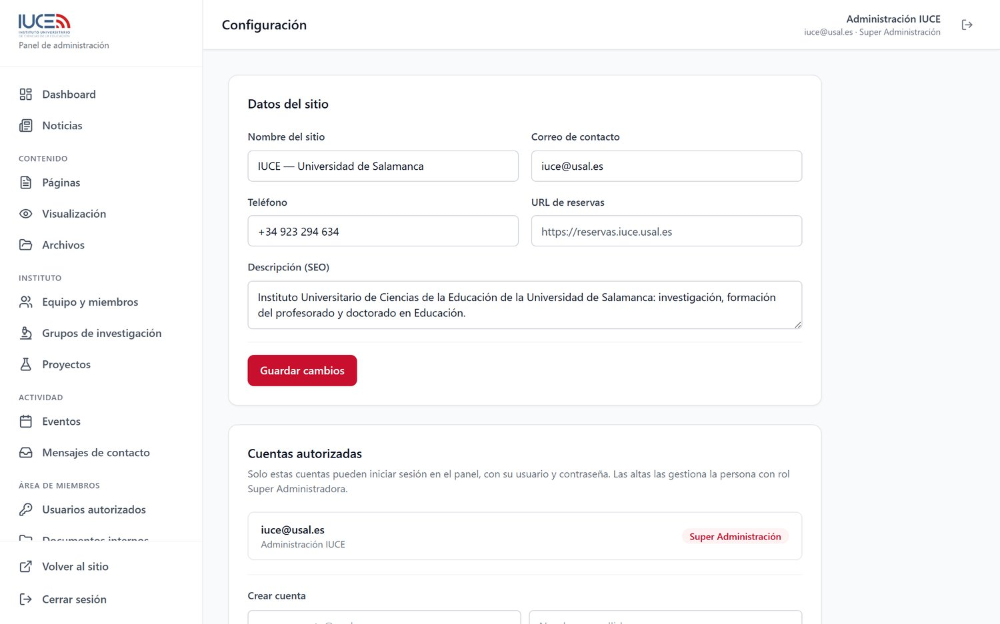 IUCE
INSTITUTO UNIVERSITARIO
DE CIENCIAS DE LA EDUCACIÓN
Panel de administración
Dashboard
Noticias
CONTENIDO
Páginas
Visualización
Archivos
INSTITUTO
Equipo y miembros
Grupos de investigación
Proyectos
ACTIVIDAD
Eventos
Mensajes de contacto
ÁREA DE MIEMBROS
Usuarios autorizados
Documentos internos
Volver al sitio
Cerrar sesión
Configuración
Administración IUCE
iuce@usal.es · Super Administración
Datos del sitio
Nombre del sitio
IUCE — Universidad de Salamanca
Correo de contacto
iuce@usal.es
Teléfono
+34 923 294 634
URL de reservas
https://reservas.iuce.usal.es
Descripción (SEO)
Instituto Universitario de Ciencias de la Educación de la Universidad de Salamanca: investigación, formación
del profesorado y doctorado en Educación.
Guardar cambios
Cuentas autorizadas
Solo estas cuentas pueden iniciar sesión en el panel, con su usuario y contraseña. Las altas las gestiona la persona con rol
Super Administradora.
iuce@usal.es
Administración IUCE
Super Administración
Crear cuenta